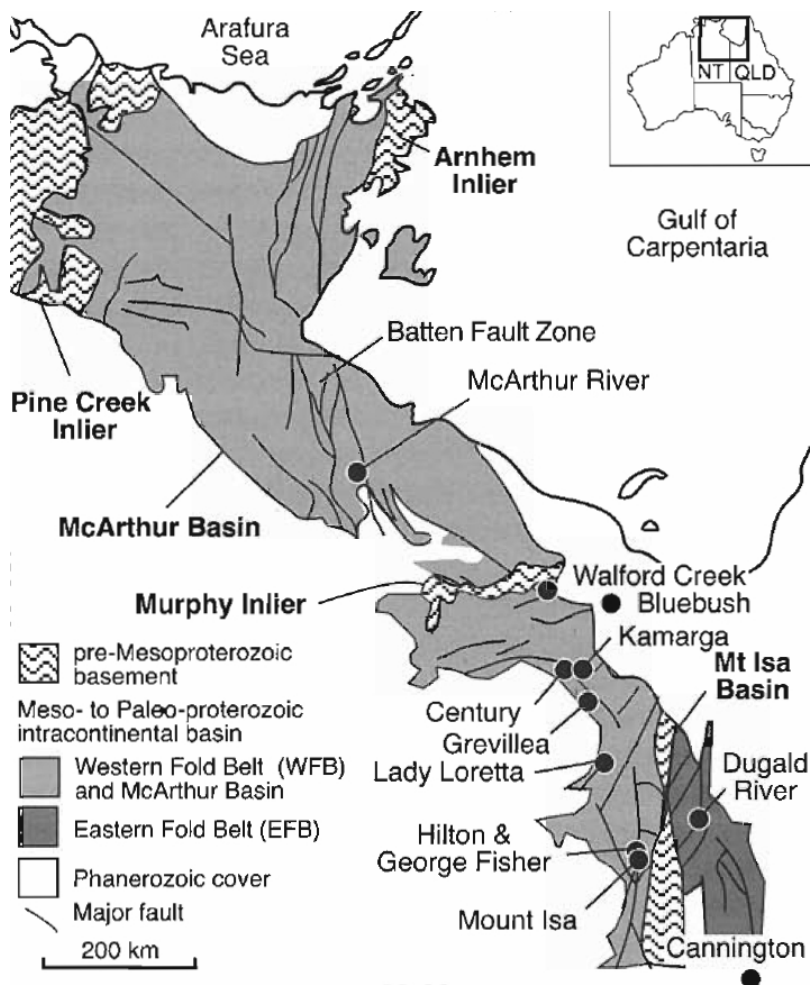 Arafura
Sea
NT
QLD
Arnhem
Inlier
Gulf of
Carpentaria
Batten Fault Zone
McArthur River
Pine Creek
Inlier
McArthur Basin
Murphy Inlier
Walford Creek
Bluebush
Kamarga
Mt Isa
Basin
Century
Grevillea
Lady Loretta
Dugald
River
Hilton &
George Fisher
Mount Isa
Cannington
pre-Mesoproterozoic
basement
Meso- to Paleo-proterozoic
intracontinental basin
Western Fold Belt (WFB)
and McArthur Basin
Eastern Fold Belt (EFB)
Phanerozoic cover
Major fault
200 km